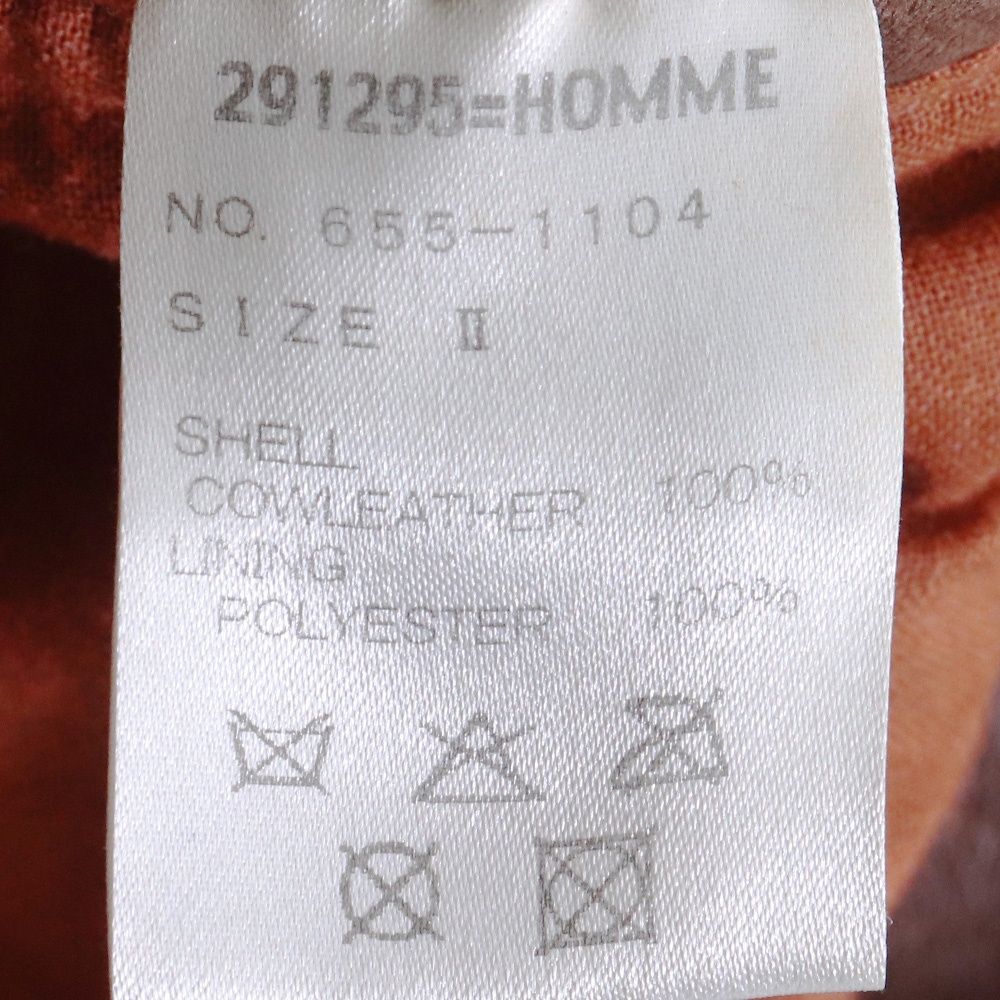 291295=HOMME
NO. 655-1104
SIZE Ⅱ
SHELL
COWLEATHER 100%
LINING
POLYESTER 100%